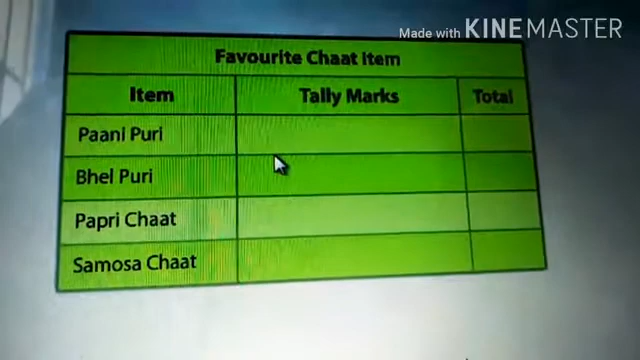 Made with KINEMASTER
Favourite Chaat Item
Item Tally Marks Total
Paani Puri
Bhel Puri
Papri Chaat
Samosa Chaat